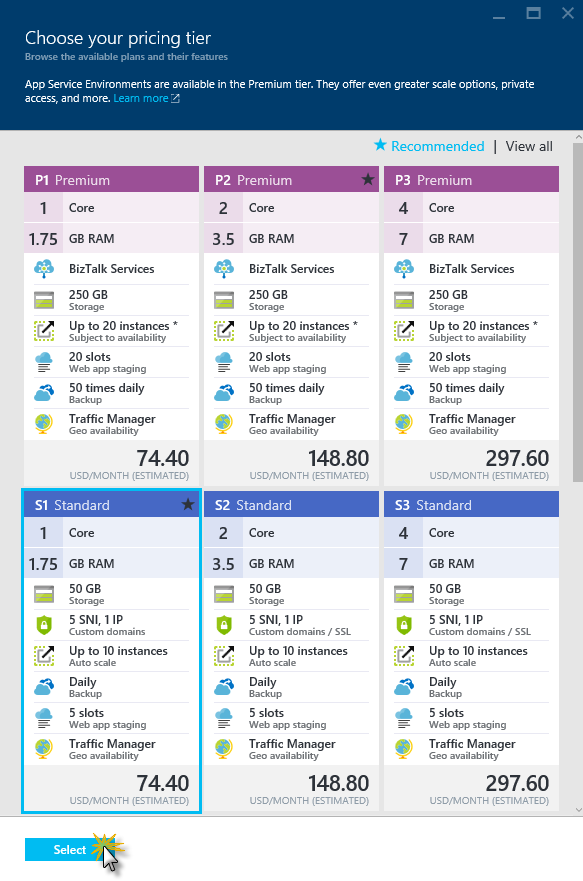 Choose your pricing tier
Browse the available plans and their features
App Service Environments are available in the Premium tier. They offer even greater scale options, private
access, and more. Learn more
Recommended | View all
P1 Premium
1 Core
1.75 GB RAM
BizTalk Services
250 GB
Storage
Up to 20 instances *
Subject to availability
20 slots
Web app staging
50 times daily
Backup
Traffic Manager
Geo availability
74.40
USD/MONTH (ESTIMATED)
P2 Premium
2 Core
3.5 GB RAM
BizTalk Services
250 GB
Storage
Up to 20 instances *
Subject to availability
20 slots
Web app staging
50 times daily
Backup
Traffic Manager
Geo availability
148.80
USD/MONTH (ESTIMATED)
P3 Premium
4 Core
7 GB RAM
BizTalk Services
250 GB
Storage
Up to 20 instances *
Subject to availability
20 slots
Web app staging
50 times daily
Backup
Traffic Manager
Geo availability
297.60
USD/MONTH (ESTIMATED)
S1 Standard
1 Core
1.75 GB RAM
50 GB
Storage
5 SNI, 1 IP
Custom domains
Up to 10 instances
Auto scale
Daily
Backup
5 slots
Web app staging
Traffic Manager
Geo availability
74.40
USD/MONTH (ESTIMATED)
S2 Standard
2 Core
3.5 GB RAM
50 GB
Storage
5 SNI, 1 IP
Custom domains / SSL
Up to 10 instances
Auto scale
Daily
Backup
5 slots
Web app staging
Traffic Manager
Geo availability
148.80
USD/MONTH (ESTIMATED)
S3 Standard
4 Core
7 GB RAM
50 GB
Storage
5 SNI, 1 IP
Custom domains / SSL
Up to 10 instances
Auto scale
Daily
Backup
5 slots
Web app staging
Traffic Manager
Geo availability
297.60
USD/MONTH (ESTIMATED)
Select